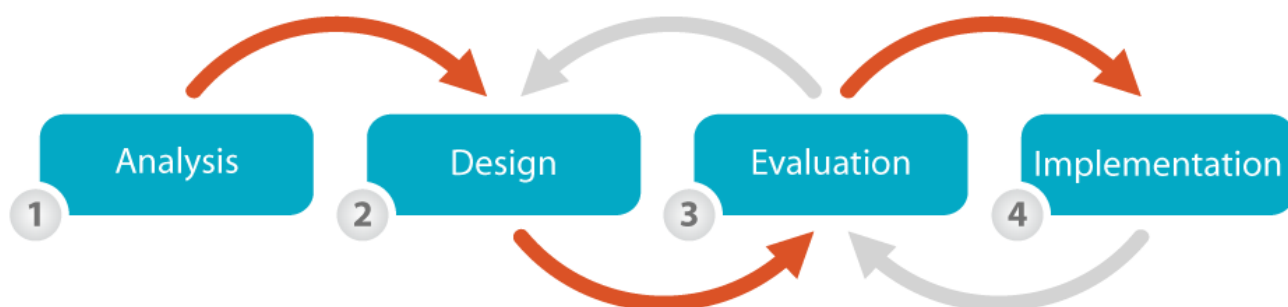 Analysis
1
Design
2
Evaluation
3
Implementation
4